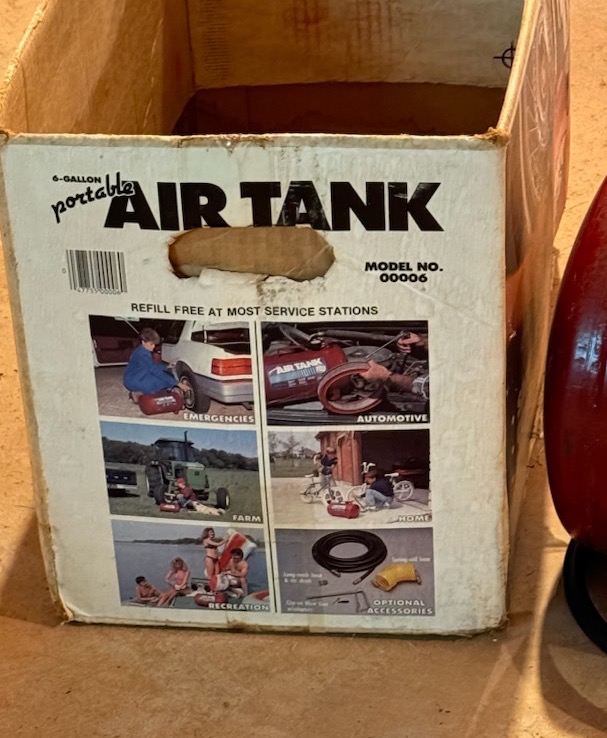 6-GALLON
portable
AIR TANK
MODEL NO.
00006
REFILL FREE AT MOST SERVICE STATIONS
EMERGENCIES
AIR TANK
AUTOMOTIVE
FARM
HOME
RECREATION
OPTIONAL
ACCESSORIES